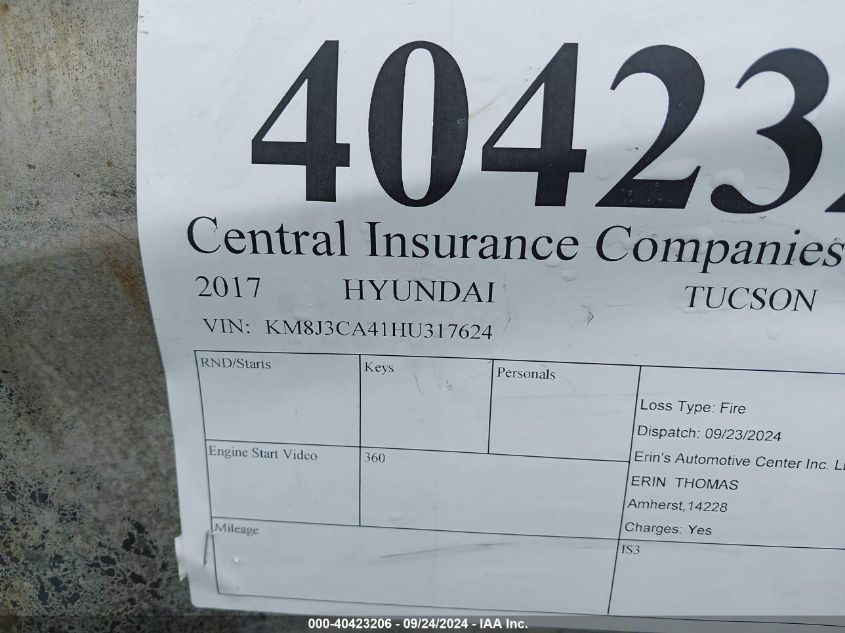 40423
Central Insurance Companies
2017 HYUNDAI TUCSON
VIN: KM8J3CA41HU317624
RND/Starts Keys Personals
Loss Type: Fire
Dispatch: 09/23/2024
Engine Start Video 360
Erin's Automotive Center Inc.
ERIN THOMAS
Amherst,14228
Charges: Yes
Mileage IS3
000-40423206 - 09/24/2024 - IAA Inc.